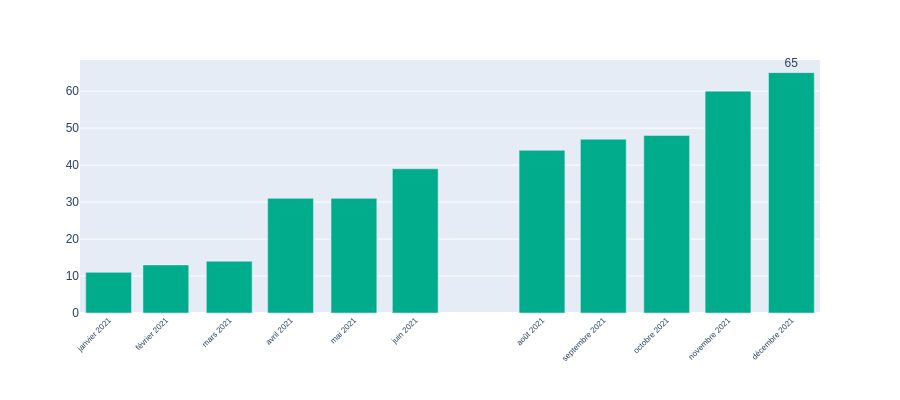 65
60
50
40
30
20
10
0
janvier 2021
février 2021
mars 2021
avril 2021
mai 2021
juin 2021
août 2021
septembre 2021
octobre 2021
novembre 2021
décembre 2021